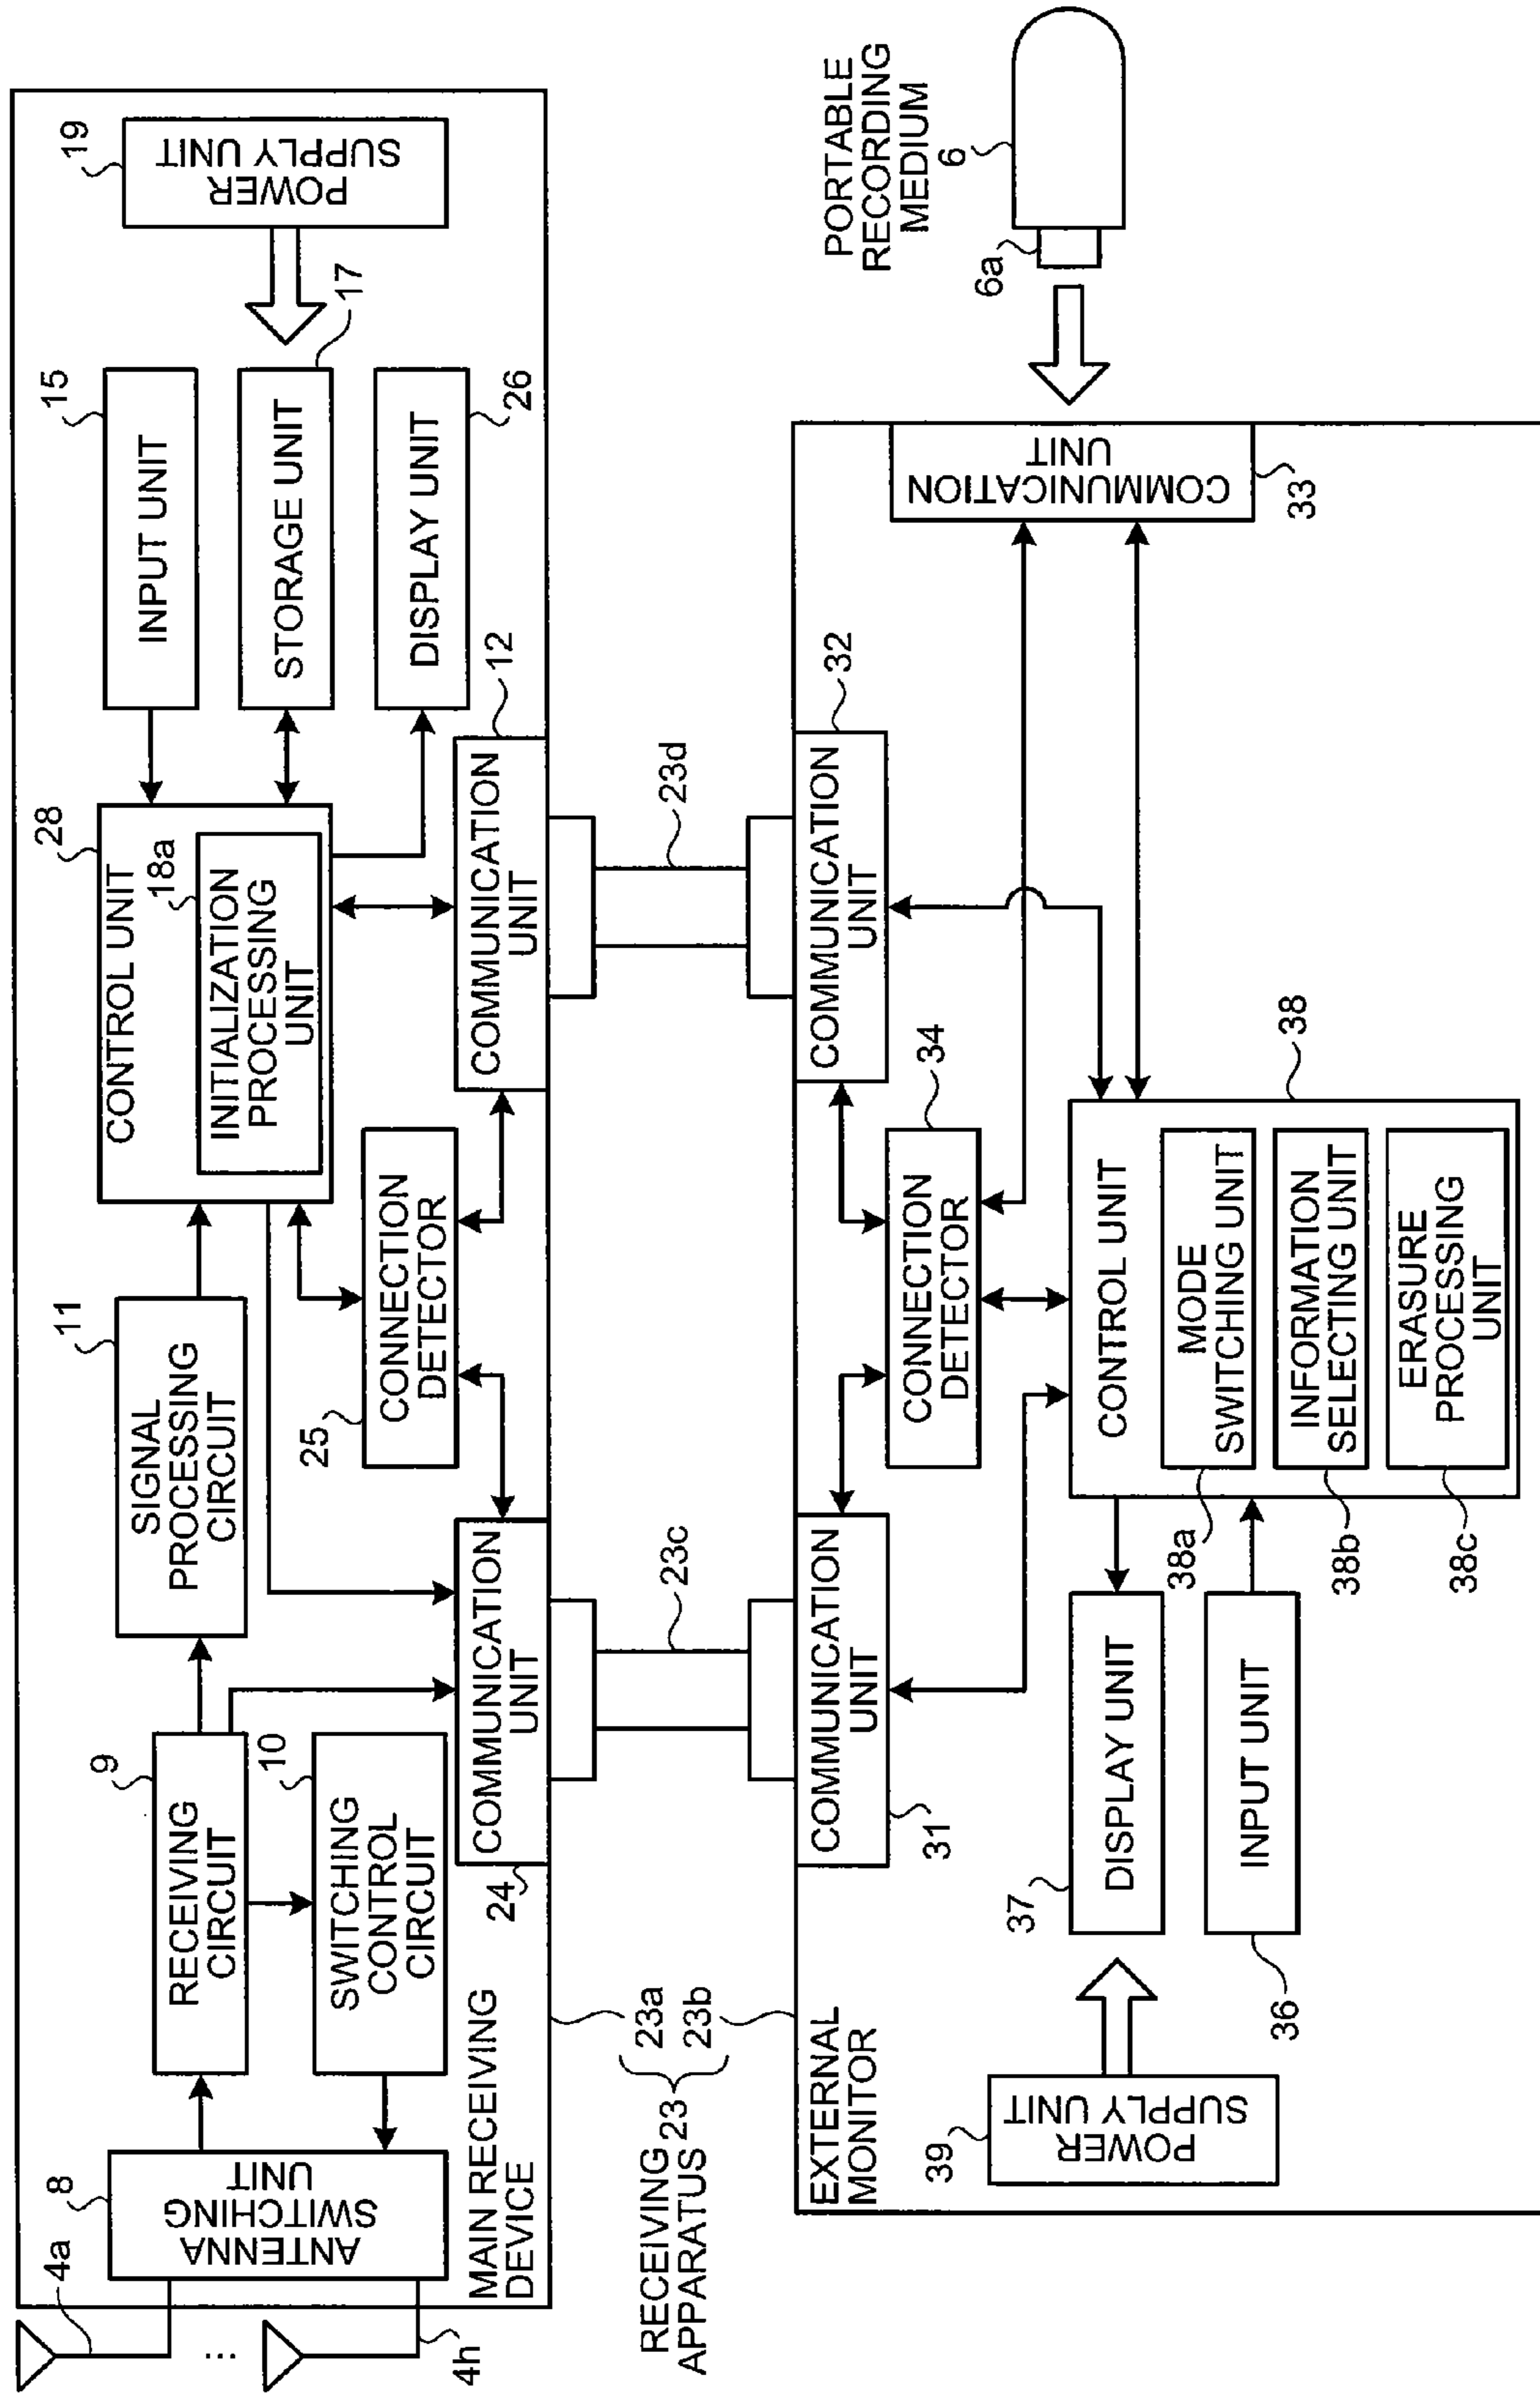 4a
...
4h
8
ANTENNA
SWITCHING
UNIT
9
RECEIVING
CIRCUIT
10
SWITCHING
CONTROL
CIRCUIT
11
SIGNAL
PROCESSING
CIRCUIT
28
CONTROL UNIT
18a
INITIALIZATION
PROCESSING
UNIT
15
INPUT UNIT
17
STORAGE UNIT
26
DISPLAY UNIT
19
POWER
SUPPLY UNIT
25
CONNECTION
DETECTOR
24
COMMUNICATION
UNIT
12
COMMUNICATION
UNIT
MAIN RECEIVING
DEVICE
RECEIVING
APPARATUS 23
23a
23b
23c
23d
EXTERNAL
MONITOR
31
COMMUNICATION
UNIT
32
COMMUNICATION
UNIT
34
CONNECTION
DETECTOR
33
COMMUNICATION
UNIT
PORTABLE
RECORDING
MEDIUM
6
6a
39
POWER
SUPPLY UNIT
37
DISPLAY UNIT
36
INPUT UNIT
38
CONTROL UNIT
38a
MODE
SWITCHING UNIT
38b
INFORMATION
SELECTING UNIT
38c
ERASURE
PROCESSING
UNIT